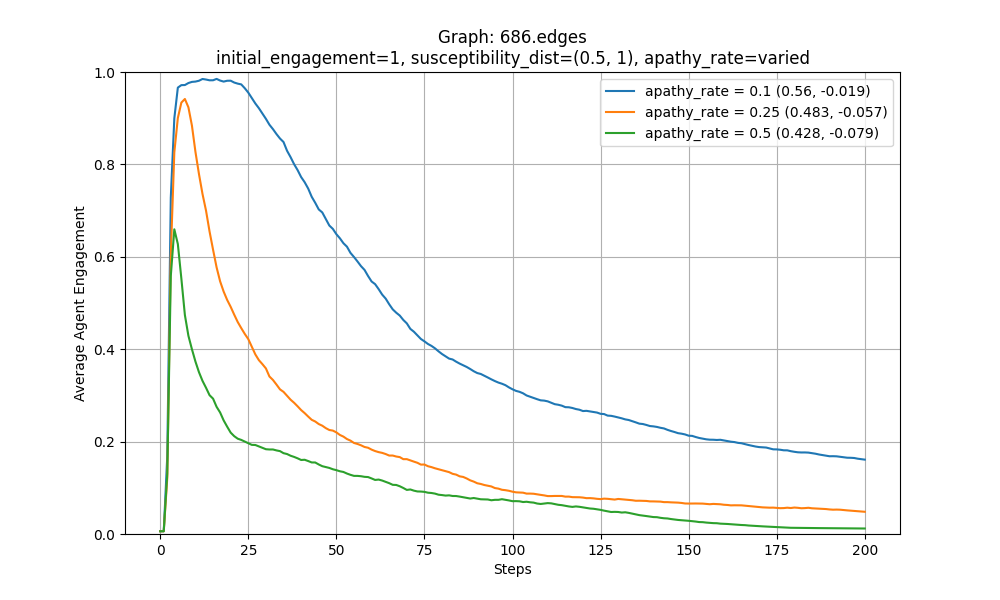 Graph: 686.edges
initial_engagement=1, susceptibility_dist=(0.5, 1), apathy_rate=varied
apathy_rate = 0.1 (0.56, -0.019)
apathy_rate = 0.25 (0.483, -0.057)
apathy_rate = 0.5 (0.428, -0.079)
Average Agent Engagement
1.0
0.8
0.6
0.4
0.2
0.0
0 25 50 75 100 125 150 175 200
Steps